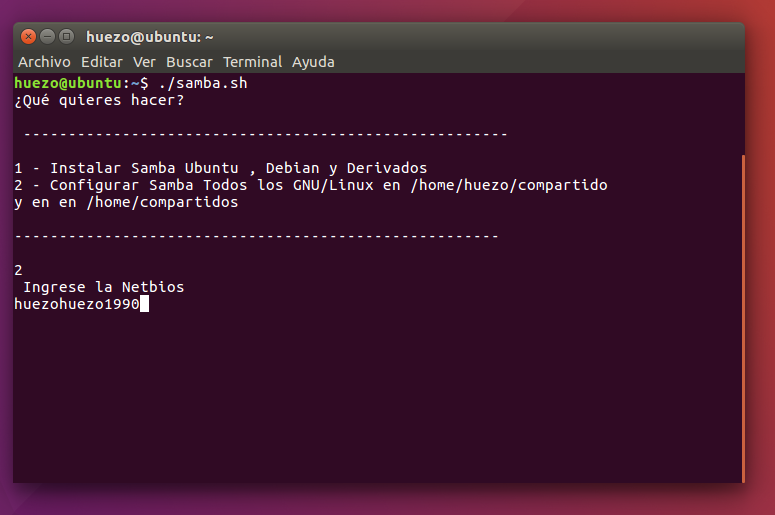 huezo@ubuntu: ~
Archivo Editar Ver Buscar Terminal Ayuda
huezo@ubuntu:~$ ./samba.sh
¿Qué quieres hacer?
------------------------------------------------------
1 - Instalar Samba Ubuntu , Debian y Derivados
2 - Configurar Samba Todos los GNU/Linux en /home/huezo/compartido
y en en /home/compartidos
------------------------------------------------------
2
Ingrese la Netbios
huezohuezo1990